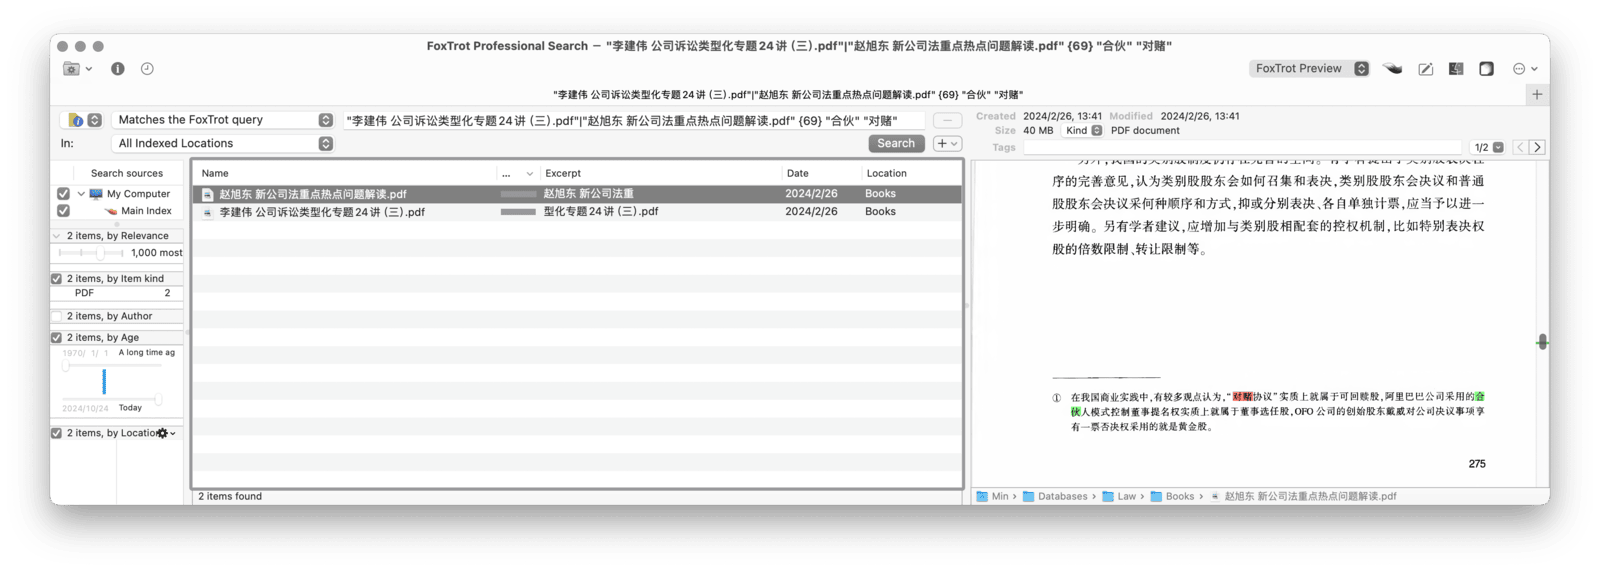 FoxTrot Professional Search — "李建伟 公司诉讼类型化专题24讲 (三).pdf"|"赵旭东 新公司法重点热点问题解读.pdf" {69} "合伙" "对赌"
FoxTrot Preview
"李建伟 公司诉讼类型化专题24讲 (三).pdf"|"赵旭东 新公司法重点热点问题解读.pdf" {69} "合伙" "对赌"
Matches the FoxTrot query
"李建伟 公司诉讼类型化专题24讲 (三).pdf"|"赵旭东 新公司法重点热点问题解读.pdf" {69} "合伙" "对赌"
In: All Indexed Locations
Search
Created 2024/2/26, 13:41 Modified 2024/2/26, 13:41
Size 40 MB Kind PDF document
Tags 1/2
Search sources
My Computer
Main Index
2 items, by Relevance
1,000 most
2 items, by Item kind
PDF 2
2 items, by Author
2 items, by Age
1970/ 1/ 1 A long time ag
2024/10/24 Today
2 items, by Location
Name ... Excerpt Date Location
赵旭东 新公司法重点热点问题解读.pdf 赵旭东 新公司法重 2024/2/26 Books
李建伟 公司诉讼类型化专题24讲 (三).pdf 型化专题24讲 (三).pdf 2024/2/26 Books
2 items found
序的完善意见,认为类别股股东会如何召集和表决,类别股股东会决议和普通
股股东会决议采何种顺序和方式,抑或分别表决、各自单独计票,应当予以进一
步明确。另有学者建议,应增加与类别股相配套的控权机制,比如特别表决权
股的倍数限制、转让限制等。
① 在我国商业实践中,有较多观点认为,“对赌协议”实质上就属于可回赎股,阿里巴巴公司采用的合
伙人模式控制董事提名权实质上就属于董事选任股,OFO公司的创始股东戴威对公司决议事项享
有一票否决权采用的就是黄金股。
275
Min › Databases › Law › Books › 赵旭东 新公司法重点热点问题解读.pdf